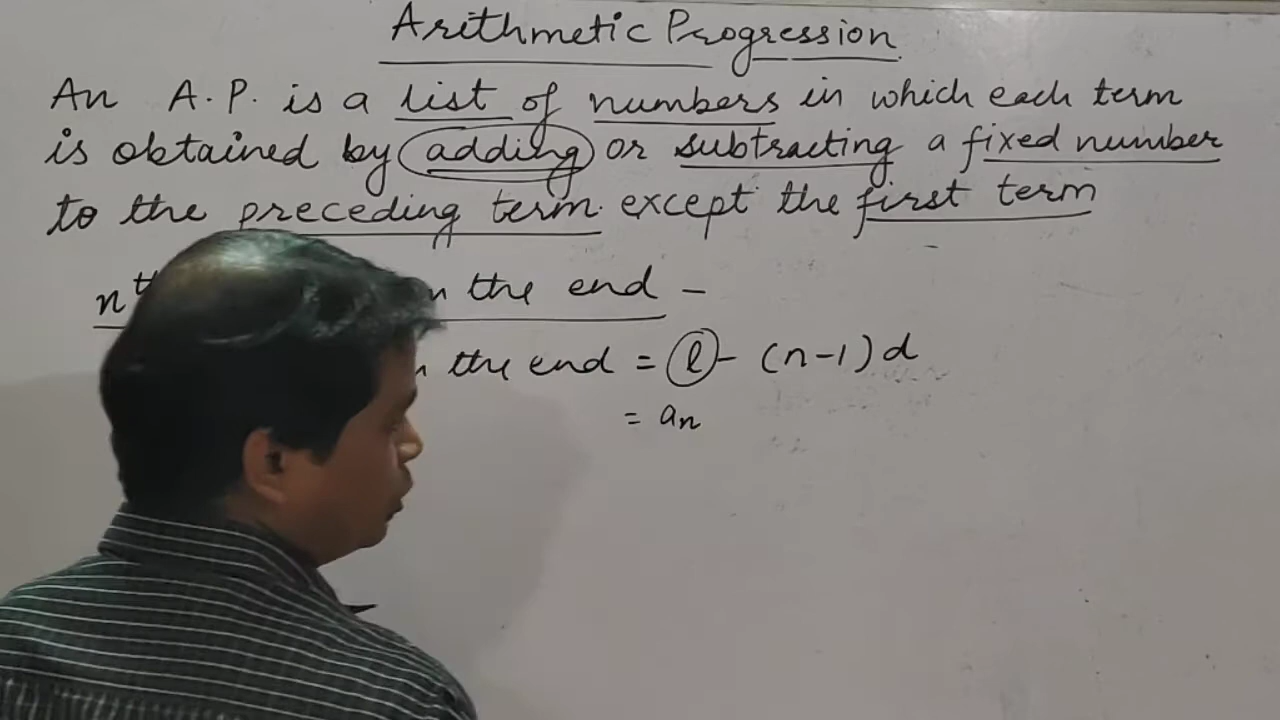 Arithmetic Progression
An A.P. is a list of numbers in which each term
is obtained by adding or subtracting a fixed number
to the preceding term except the first term
nth the end -
the end = l - (n-1)d
= an